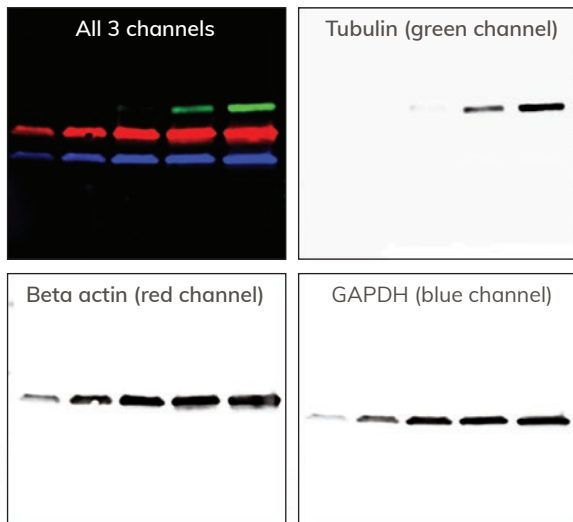 All 3 channels
Tubulin (green channel)
Beta actin (red channel)
GAPDH (blue channel)